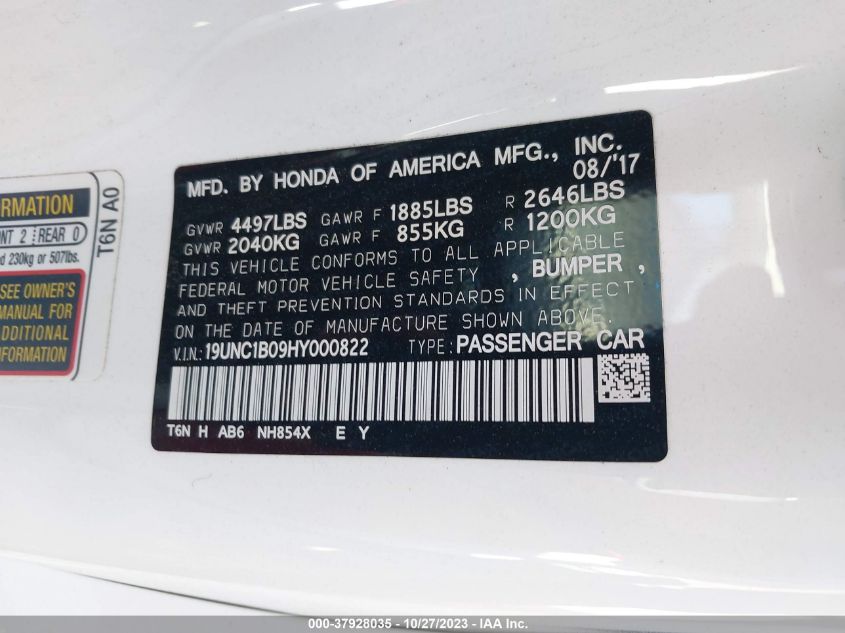 MFD. BY HONDA OF AMERICA MFG., INC.
08/'17
GVWR 4497LBS GAWR F 1885LBS R 2646LBS
GVWR 2040KG GAWR F 855KG R 1200KG
THIS VEHICLE CONFORMS TO ALL APPLICABLE
FEDERAL MOTOR VEHICLE SAFETY , BUMPER ,
AND THEFT PREVENTION STANDARDS IN EFFECT
ON THE DATE OF MANUFACTURE SHOWN ABOVE.
V.I.N.: 19UNC1B09HY000822 TYPE: PASSENGER CAR
T6N H AB6 NH854X E Y
RMATION
NT 2 REAR 0
d 230kg or 507lbs.
SEE OWNER'S
MANUAL FOR
DDITIONAL
FORMATION
T6N A0
000-37928035 - 10/27/2023 - IAA Inc.